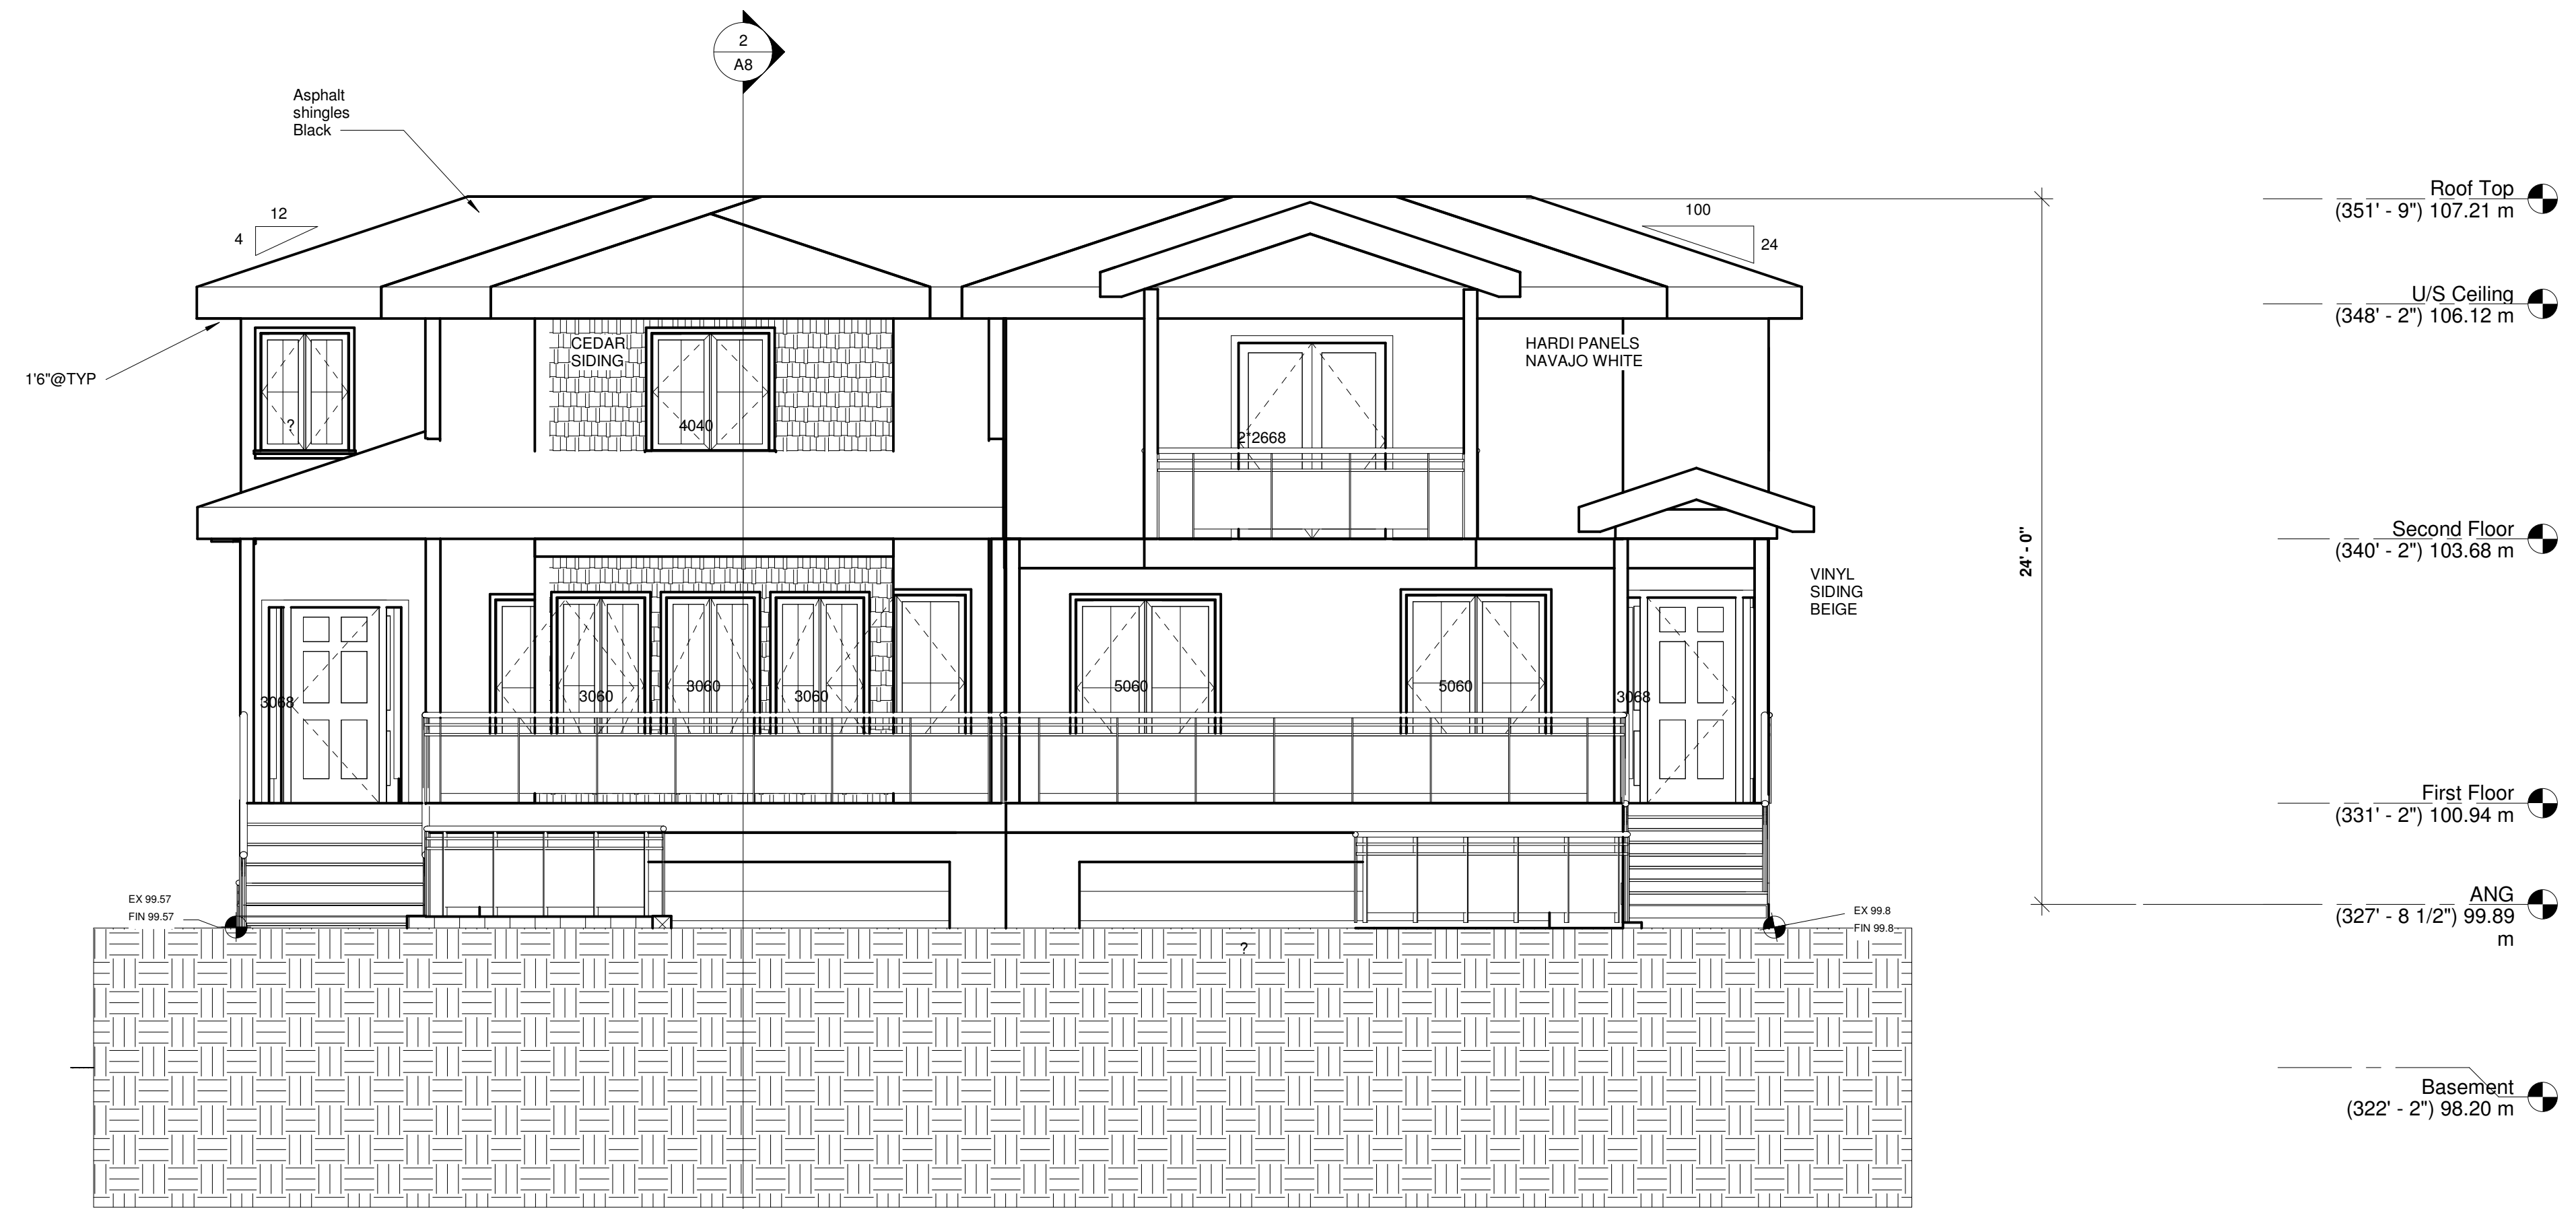 2
A8
Asphalt
shingles
Black
12
4
100
24
Roof Top
(351' - 9") 107.21 m
U/S Ceiling
(348' - 2") 106.12 m
1'6"@TYP
CEDAR
SIDING
HARDI PANELS
NAVAJO WHITE
?
4040
2*2668
Second Floor
(340' - 2") 103.68 m
24' - 0"
VINYL
SIDING
BEIGE
3068
3060
3060
3060
5060
5060
3068
First Floor
(331' - 2") 100.94 m
EX 99.57
FIN 99.57
EX 99.8
FIN 99.8
ANG
(327' - 8 1/2") 99.89
m
?
Basement
(322' - 2") 98.20 m